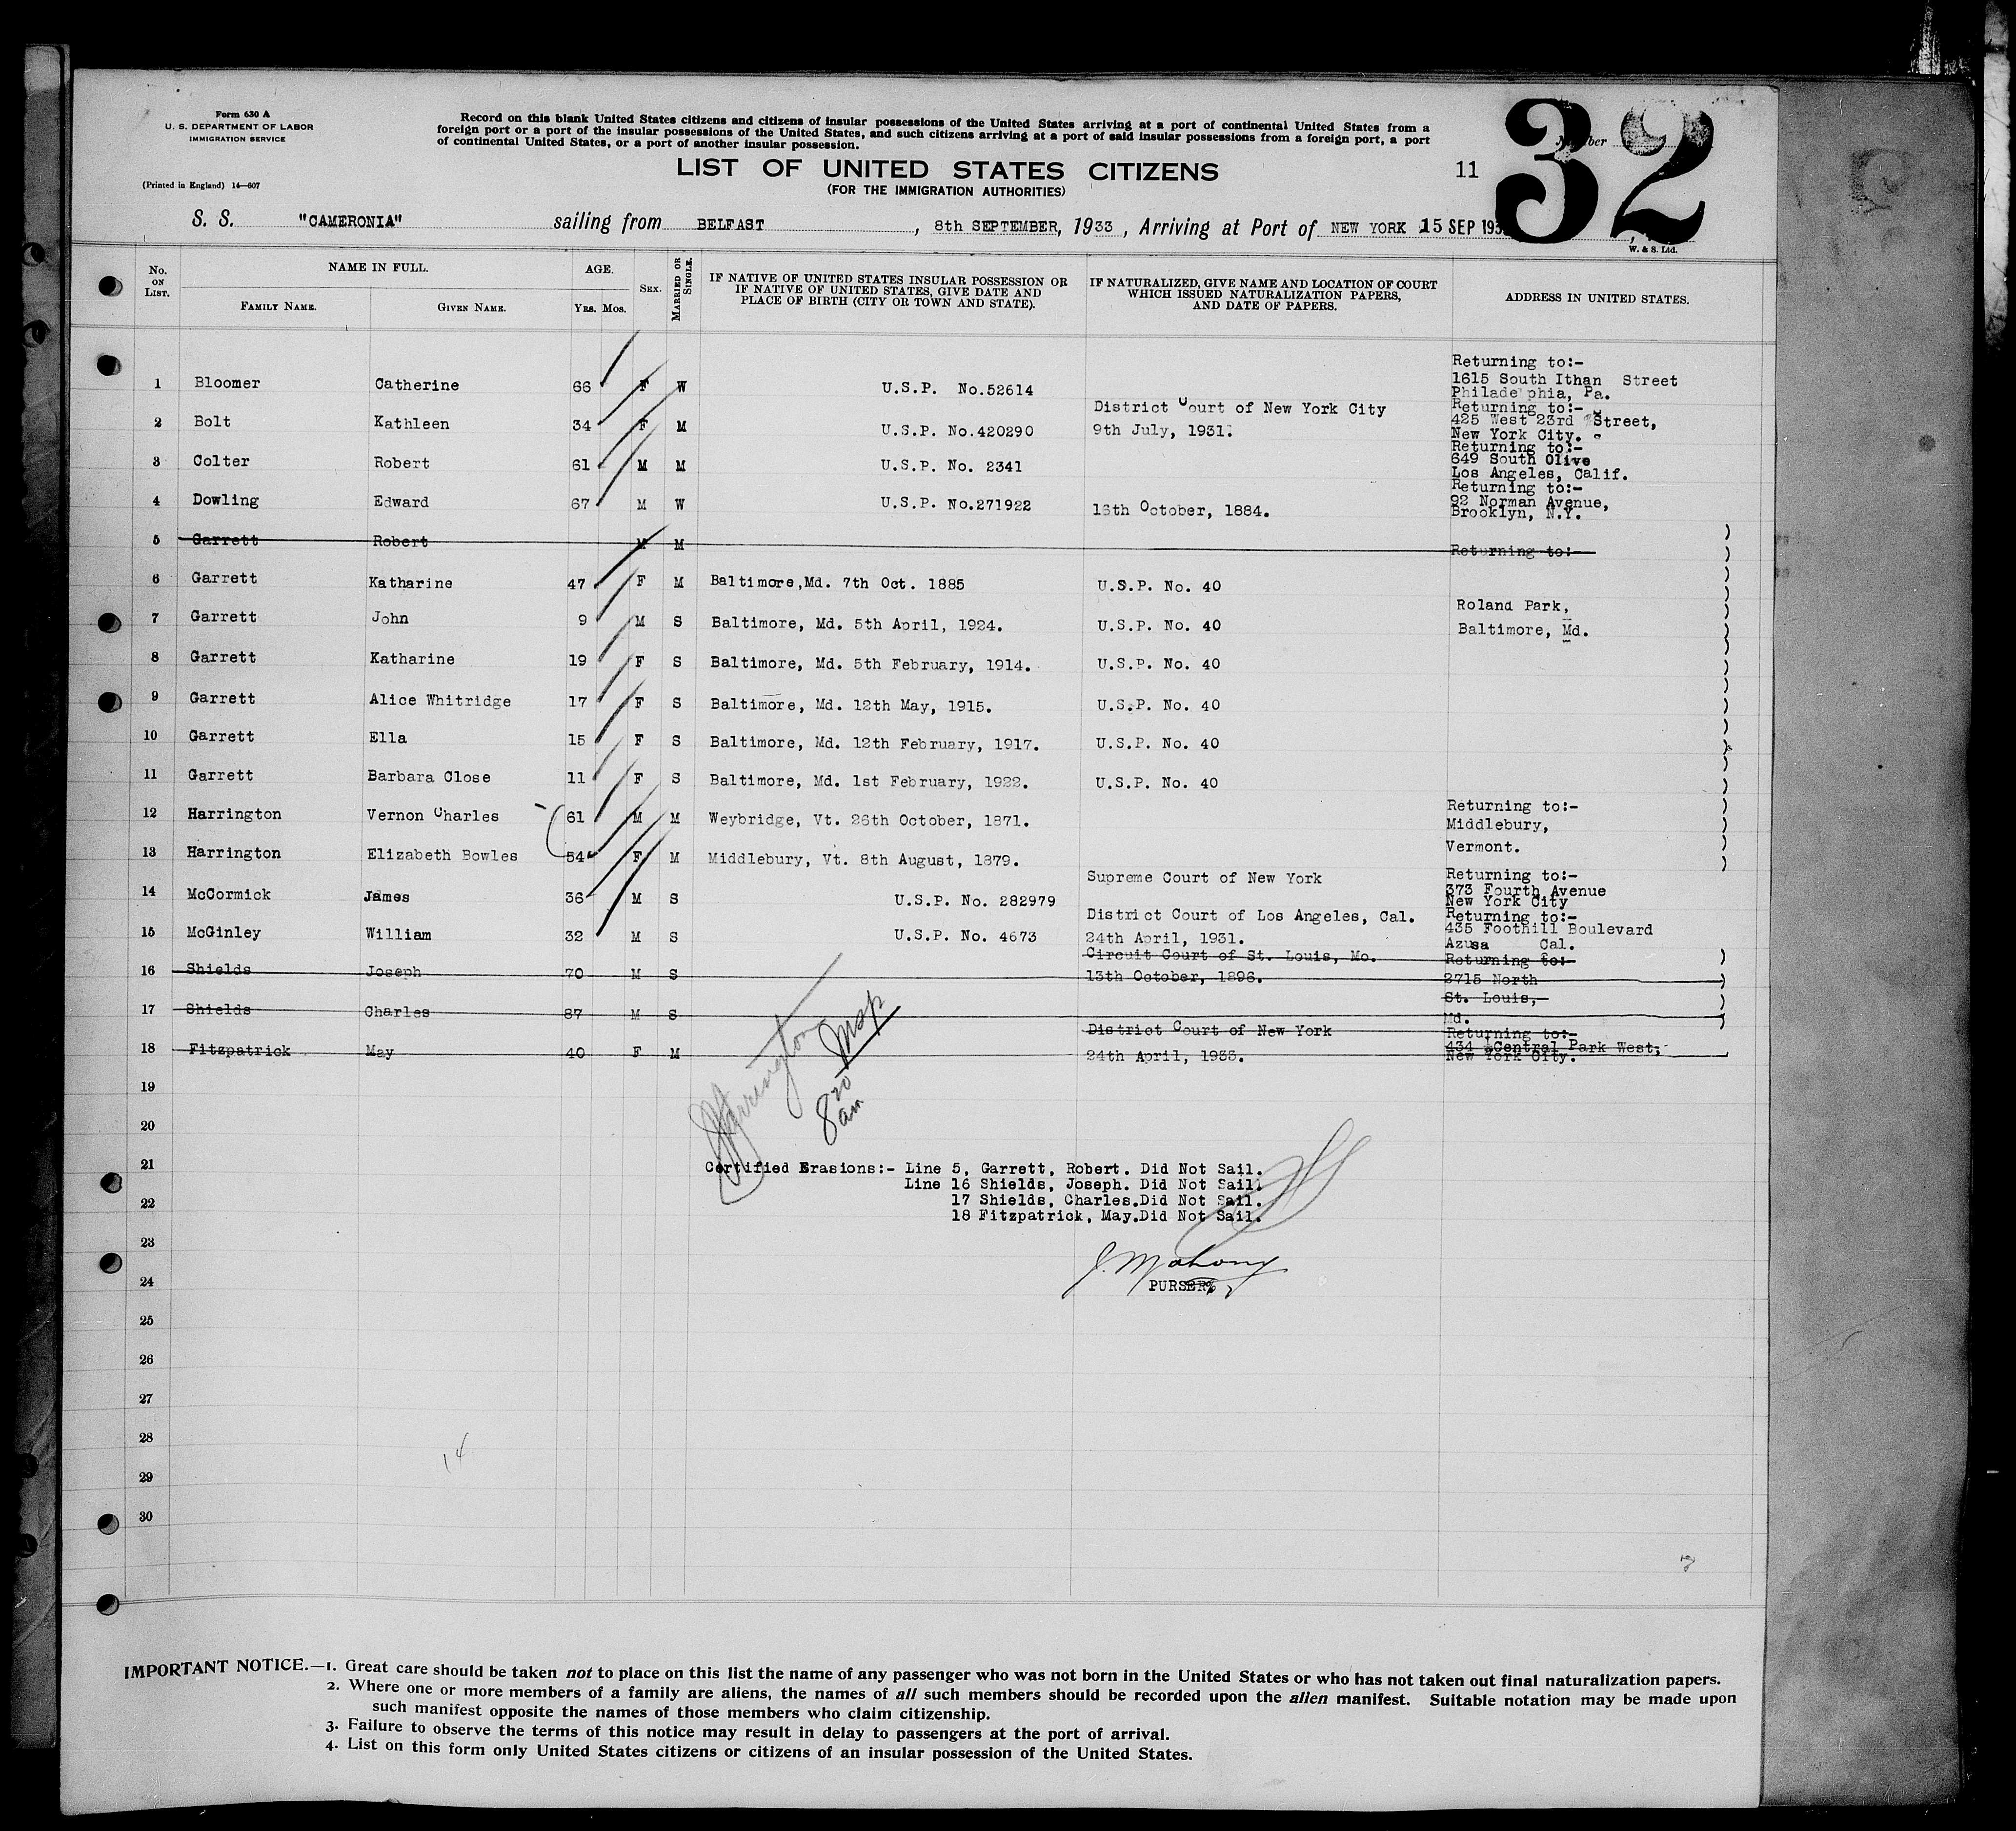 Form 630 A
U. S. DEPARTMENT OF LABOR
IMMIGRATION SERVICE
(Printed in England) 14—607
Record on this blank United States citizens and citizens of insular possessions of the United States arriving at a port of continental United States from a
foreign port or a port of the insular possessions of the United States, and such citizens arriving at a port of said insular possessions from a foreign port, a port
of continental United States, or a port of another insular possession.
LIST OF UNITED STATES CITIZENS
(FOR THE IMMIGRATION AUTHORITIES)
11
32
S. S. "CAMERONIA" sailing from BELFAST, 8th SEPTEMBER, 1933, Arriving at Port of NEW YORK 15 SEP 193
W. & S. Ltd.
No. ON LIST. NAME IN FULL. FAMILY NAME. GIVEN NAME. AGE. YRS. MOS. SEX. MARRIED OR SINGLE.
IF NATIVE OF UNITED STATES INSULAR POSSESSION OR
IF NATIVE OF UNITED STATES, GIVE DATE AND
PLACE OF BIRTH (CITY OR TOWN AND STATE).
IF NATURALIZED, GIVE NAME AND LOCATION OF COURT
WHICH ISSUED NATURALIZATION PAPERS,
AND DATE OF PAPERS.
ADDRESS IN UNITED STATES.
Returning to:-
1 Bloomer Catherine 66 F W U.S.P. No.52614 1615 South Ithan Street
Philadelphia, Pa.
District Court of New York City Returning to:-
2 Bolt Kathleen 34 F M U.S.P. No.420290 9th July, 1931. 425 West 23rd Street,
New York City.
Returning to:-
3 Colter Robert 61 M M U.S.P. No. 2341 649 South Olive
Los Angeles, Calif.
Returning to:-
4 Dowling Edward 67 M W U.S.P. No.271922 16th October, 1884. 92 Norman Avenue,
Brooklyn, N.Y.
5 Garrett Robert M M Returning to:-
6 Garrett Katharine 47 F M Baltimore,Md. 7th Oct. 1885 U.S.P. No. 40
Roland Park,
7 Garrett John 9 M S Baltimore, Md. 5th April, 1924. U.S.P. No. 40 Baltimore, Md.
8 Garrett Katharine 19 F S Baltimore, Md. 5th February, 1914. U.S.P. No. 40
9 Garrett Alice Whitridge 17 F S Baltimore, Md. 12th May, 1915. U.S.P. No. 40
10 Garrett Ella 15 F S Baltimore, Md. 12th February, 1917. U.S.P. No. 40
11 Garrett Barbara Close 11 F S Baltimore, Md. 1st February, 1922. U.S.P. No. 40
Returning to:-
12 Harrington Vernon Charles 61 M M Weybridge, Vt. 26th October, 1871. Middlebury,
13 Harrington Elizabeth Bowles 54 F M Middlebury, Vt. 8th August, 1879. Vermont.
Supreme Court of New York Returning to:-
14 McCormick James 36 M S U.S.P. No. 282979 373 Fourth Avenue
New York City
District Court of Los Angeles, Cal. Returning to:-
15 McGinley William 32 M S U.S.P. No. 4673 24th April, 1931. 435 Foothill Boulevard
Azusa Cal.
Circuit Court of St. Louis, Mo. Returning to:-
16 Shields Joseph 70 M S 13th October, 1896. 2715 North
St. Louis,
17 Shields Charles 87 M S Md.
District Court of New York Returning to:-
18 Fitzpatrick May 40 F M 24th April, 1933. 434 Central Park West,
New York City.
19
20
21
22
23
24
25
26
27
28
29
30
Harrington
8 20 am
Certified Erasions:- Line 5, Garrett, Robert. Did Not Sail.
Line 16 Shields, Joseph. Did Not Sail.
17 Shields, Charles.Did Not Sail.
18 Fitzpatrick, May.Did Not Sail.
J. Mahony
PURSER
14
IMPORTANT NOTICE.—1. Great care should be taken not to place on this list the name of any passenger who was not born in the United States or who has not taken out final naturalization papers.
2. Where one or more members of a family are aliens, the names of all such members should be recorded upon the alien manifest. Suitable notation may be made upon
such manifest opposite the names of those members who claim citizenship.
3. Failure to observe the terms of this notice may result in delay to passengers at the port of arrival.
4. List on this form only United States citizens or citizens of an insular possession of the United States.